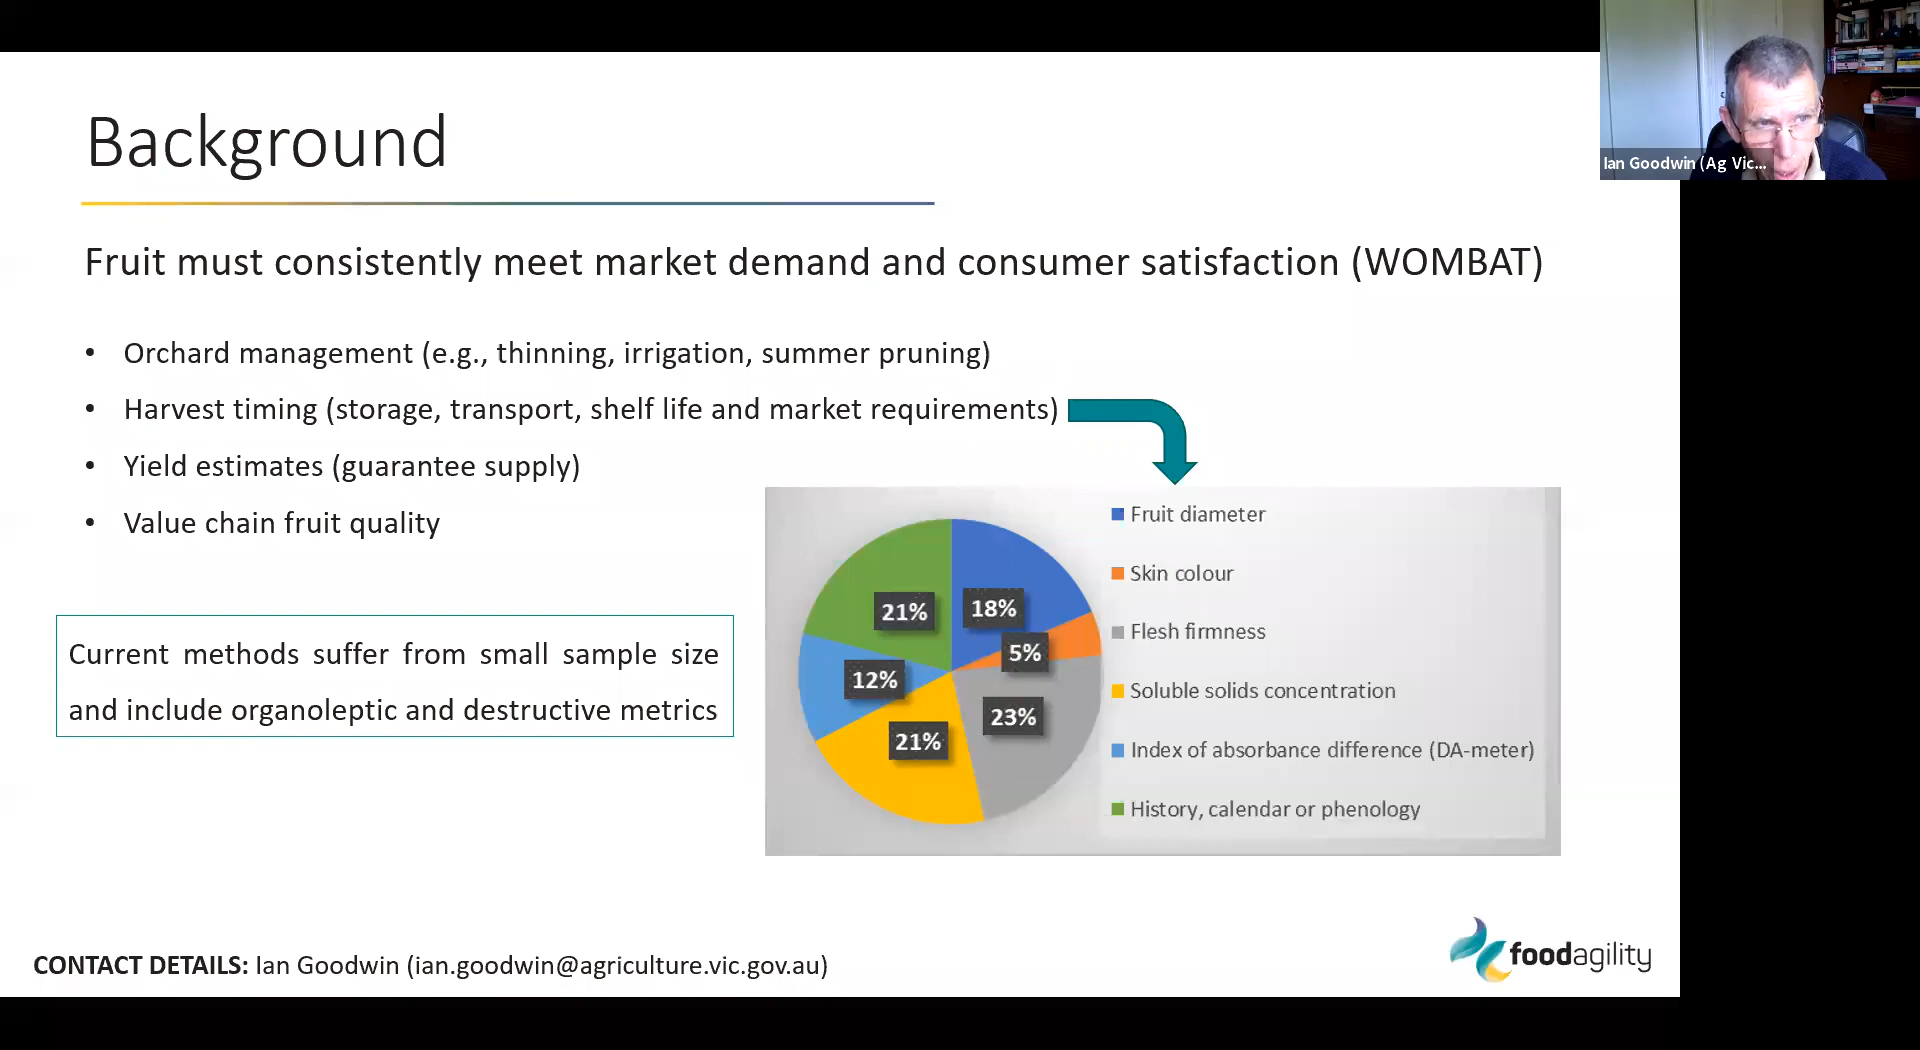 Background
Ian Goodwin (Ag Vic...
Fruit must consistently meet market demand and consumer satisfaction (WOMBAT)
• Orchard management (e.g., thinning, irrigation, summer pruning)
• Harvest timing (storage, transport, shelf life and market requirements)
• Yield estimates (guarantee supply)
• Value chain fruit quality
Current methods suffer from small sample size
and include organoleptic and destructive metrics
21%
18%
5%
12%
23%
21%
Fruit diameter
Skin colour
Flesh firmness
Soluble solids concentration
Index of absorbance difference (DA-meter)
History, calendar or phenology
foodagility
CONTACT DETAILS: Ian Goodwin (ian.goodwin@agriculture.vic.gov.au)